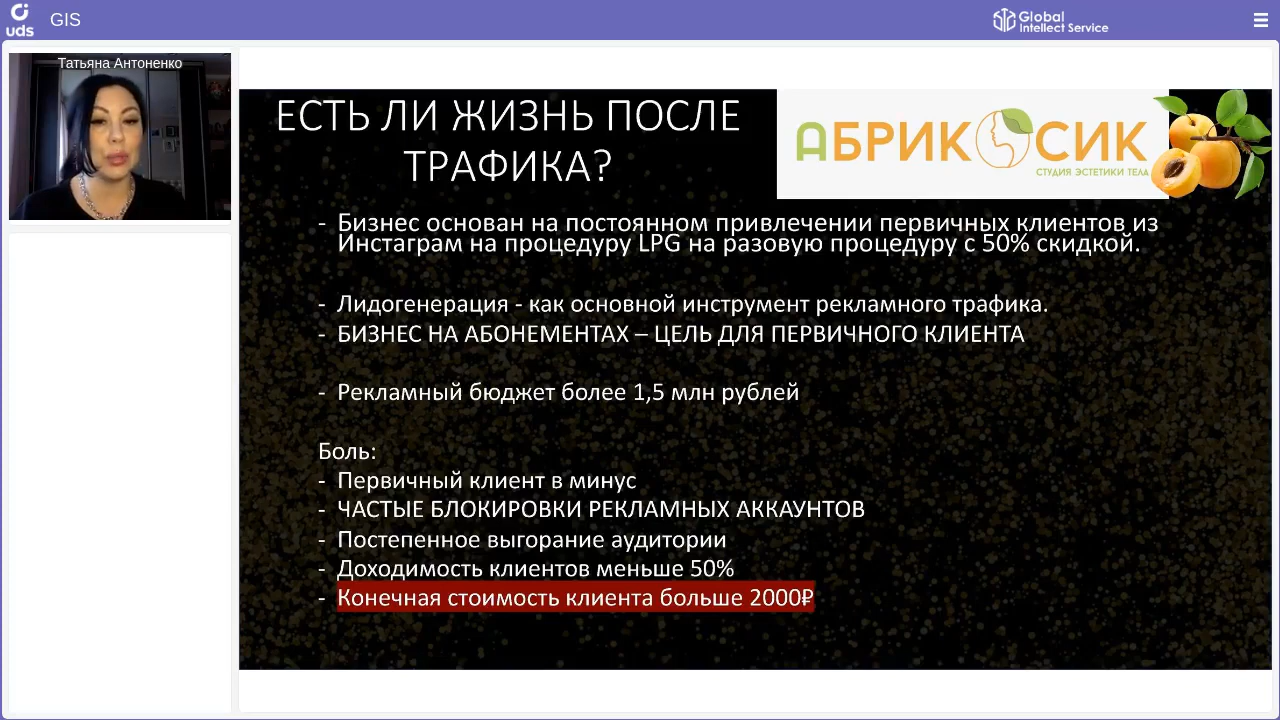 uds
GIS
Global
Intellect Service
Татьяна Антоненко
ЕСТЬ ЛИ ЖИЗНЬ ПОСЛЕ
ТРАФИКА?
АБРИКОСИК
СТУДИЯ ЭСТЕТИКИ ТЕЛА
- Бизнес основан на постоянном привлечении первичных клиентов из
Инстаграм на процедуру LPG на разовую процедуру с 50% скидкой.
- Лидогенерация - как основной инструмент рекламного трафика.
- БИЗНЕС НА АБОНЕМЕНТАХ – ЦЕЛЬ ДЛЯ ПЕРВИЧНОГО КЛИЕНТА
- Рекламный бюджет более 1,5 млн рублей
Боль:
- Первичный клиент в минус
- ЧАСТЫЕ БЛОКИРОВКИ РЕКЛАМНЫХ АККАУНТОВ
- Постепенное выгорание аудитории
- Доходимость клиентов меньше 50%
- Конечная стоимость клиента больше 2000₽